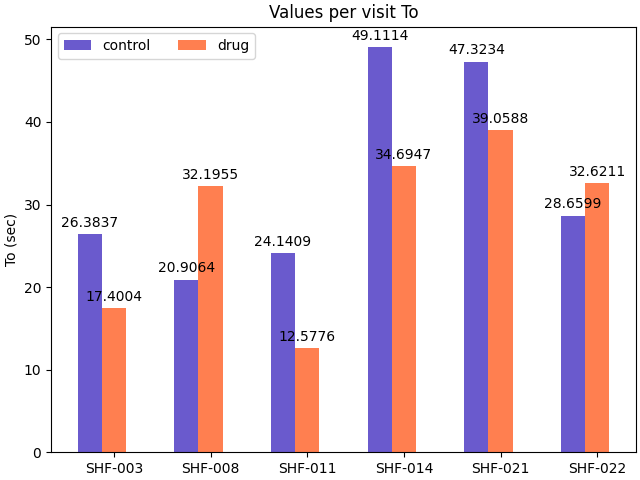 Values per visit To
control
drug
To (sec)
50
40
30
20
10
0
26.3837
17.4004
20.9064
32.1955
24.1409
12.5776
49.1114
34.6947
47.3234
39.0588
28.6599
32.6211
SHF-003
SHF-008
SHF-011
SHF-014
SHF-021
SHF-022